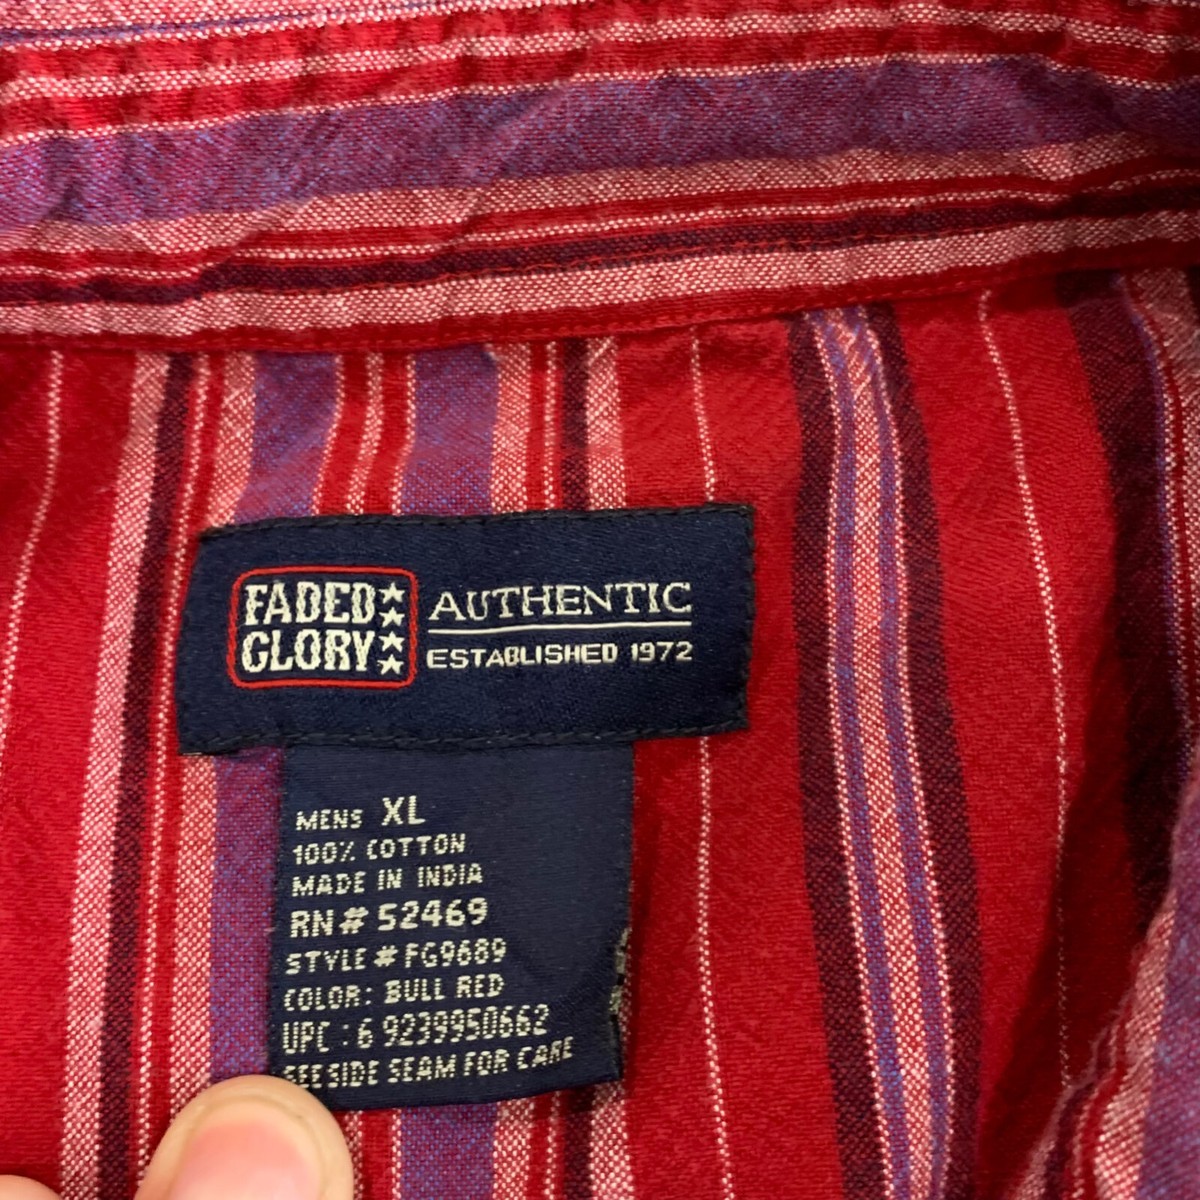 FADED
GLORY
AUTHENTIC
ESTABLISHED 1972
MENS XL
100% COTTON
MADE IN INDIA
RN# 52469
STYLE# FG9689
COLOR: BULL RED
UPC : 6 9239950662
SEE SIDE SEAM FOR CARE